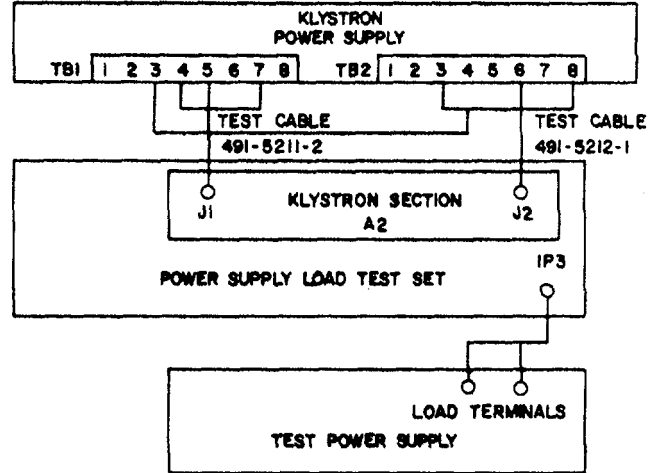 KLYSTRON
POWER SUPPLY
TB1 1 2 3 4 5 6 7 8 TB2 1 2 3 4 5 6 7 8
TEST CABLE
491-5211-2
TEST CABLE
491-5212-1
J1
KLYSTRON SECTION
A2
J2
1P3
POWER SUPPLY LOAD TEST SET
LOAD TERMINALS
TEST POWER SUPPLY